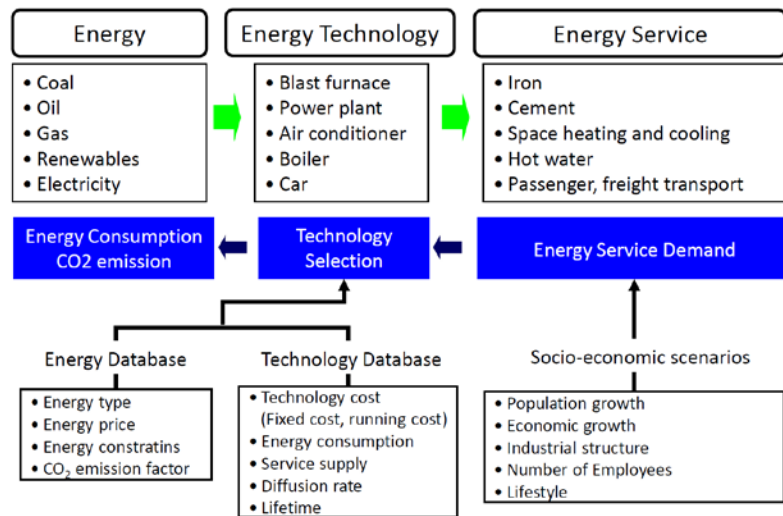 Energy
Energy Technology
Energy Service
• Coal
• Oil
• Gas
• Renewables
• Electricity
• Blast furnace
• Power plant
• Air conditioner
• Boiler
• Car
• Iron
• Cement
• Space heating and cooling
• Hot water
• Passenger, freight transport
Energy Consumption
CO2 emission
Technology
Selection
Energy Service Demand
Energy Database
• Energy type
• Energy price
• Energy constratins
• CO₂ emission factor
Technology Database
• Technology cost
(Fixed cost, running cost)
• Energy consumption
• Service supply
• Diffusion rate
• Lifetime
Socio-economic scenarios
• Population growth
• Economic growth
• Industrial structure
• Number of Employees
• Lifestyle